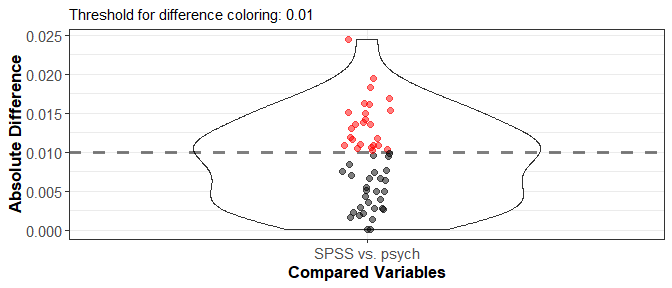 Threshold for difference coloring: 0.01
Absolute Difference
0.025
0.020
0.015
0.010
0.005
0.000
SPSS vs. psych
Compared Variables